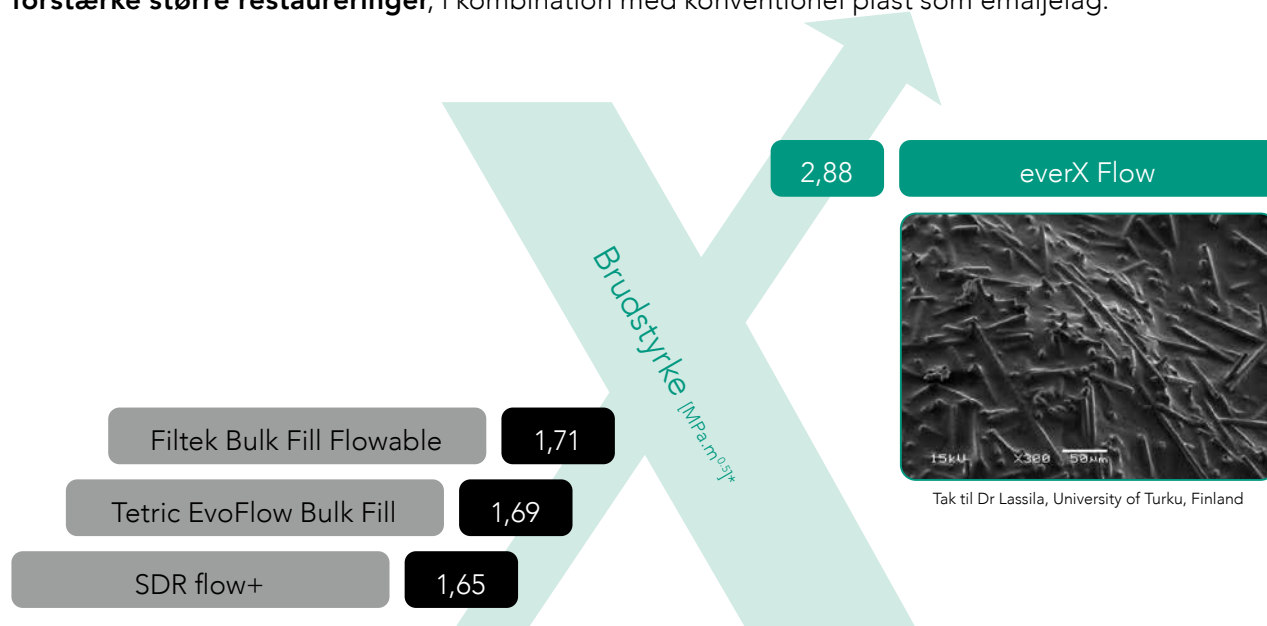 forstærke større restaureringer, i kombination med konventionel plast som emaljelag.
2,88 everX Flow
Brudstyrke [MPa.m0.5]*
15kU X300 50µm
Tak til Dr Lassila, University of Turku, Finland
Filtek Bulk Fill Flowable 1,71
Tetric EvoFlow Bulk Fill 1,69
SDR flow+ 1,65